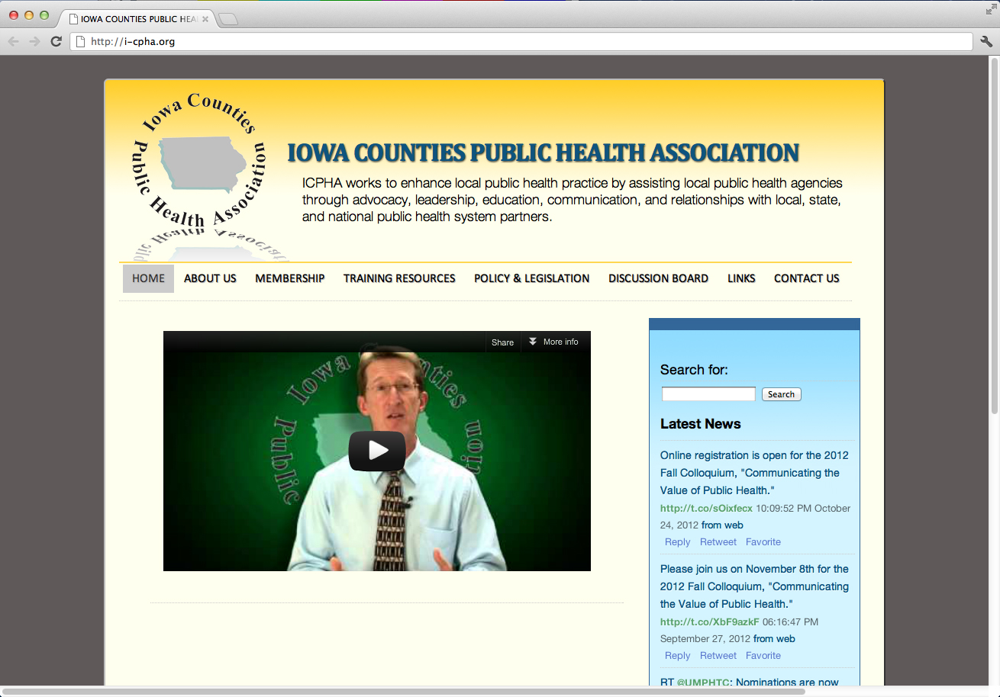 IOWA COUNTIES PUBLIC HEA
http://i-cpha.org
Iowa Counties
Public Health Association
IOWA COUNTIES PUBLIC HEALTH ASSOCIATION
ICPHA works to enhance local public health practice by assisting local public health agencies
through advocacy, leadership, education, communication, and relationships with local, state,
and national public health system partners.
HOME ABOUT US MEMBERSHIP TRAINING RESOURCES POLICY & LEGISLATION DISCUSSION BOARD LINKS CONTACT US
Share More info
Iowa
Public
Search for:
Search
Latest News
Online registration is open for the 2012
Fall Colloquium, "Communicating the
Value of Public Health."
http://t.co/sOixfecx 10:09:52 PM October
24, 2012 from web
Reply Retweet Favorite
Please join us on November 8th for the
2012 Fall Colloquium, "Communicating
the Value of Public Health."
http://t.co/XbF9azkF 06:16:47 PM
September 27, 2012 from web
Reply Retweet Favorite
RT @UMPHTC: Nominations are now